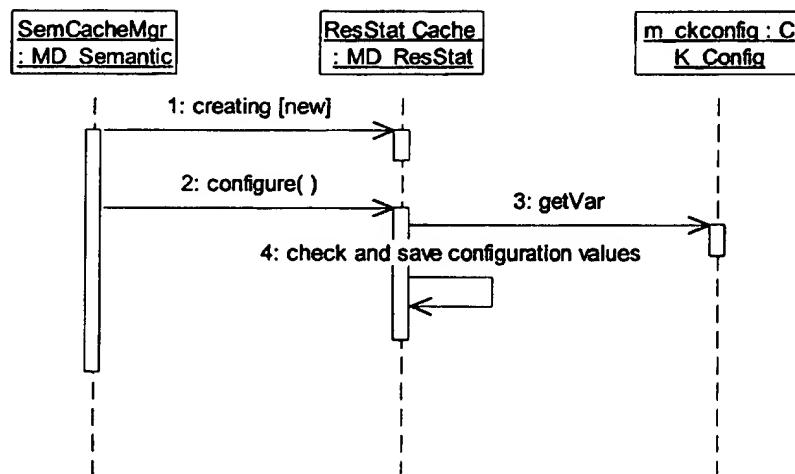 SemCacheMgr
: MD_Semantic
ResStat Cache
: MD_ResStat
m_ckconfig : C
K_Config
1: creating [new]
2: configure( )
3: getVar
4: check and save configuration values